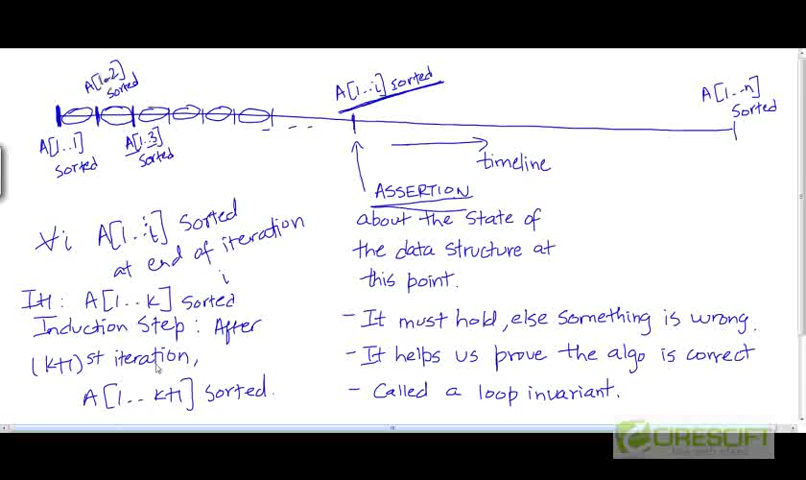 A[1..2]
sorted
A[1..i] sorted
A[1..n]
sorted
A[1..1]
sorted
A[1..3]
sorted
timeline
ASSERTION
about the state of
the data structure at
this point.
- It must hold, else something is wrong.
- It helps us prove the algo is correct
- Called a loop invariant.
∀i A[1..i] sorted
at end of iteration
i
IH: A[1..k] sorted
Induction Step: After
(k+1)st iteration,
A[1..k+1] sorted.